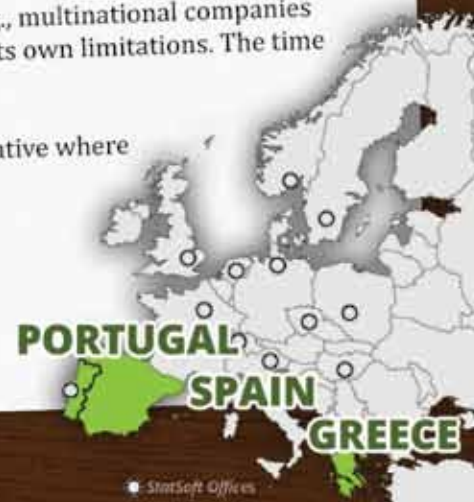 ., multinational companies
ts own limitations. The time
ative where
PORTUGAL
SPAIN
GREECE
StatSoft Offices